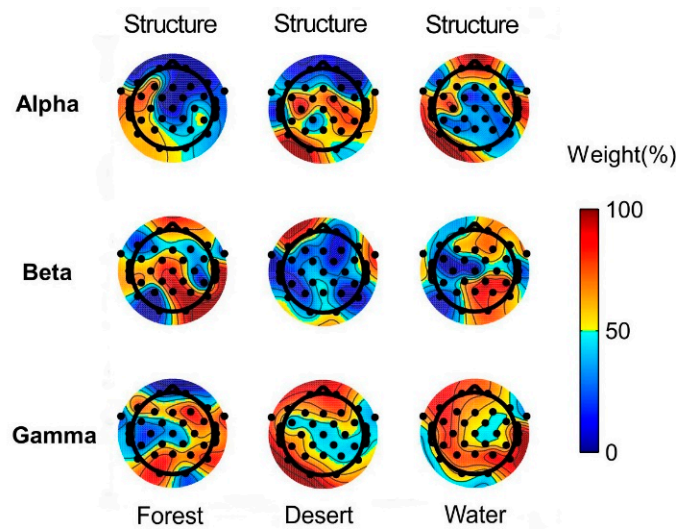 Structure Structure Structure
Alpha
Weight(%)
100
Beta
50
Gamma
0
Forest Desert Water